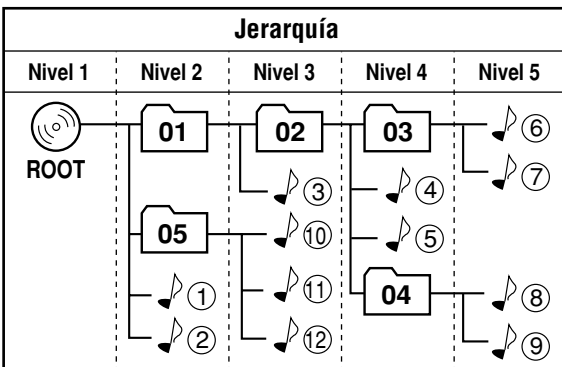 Jerarquía
Nivel 1 Nivel 2 Nivel 3 Nivel 4 Nivel 5
01 02 03 ⑥
ROOT ③ ④ ⑦
05 ⑩ ⑤
① ⑪ 04 ⑧
② ⑫ ⑨